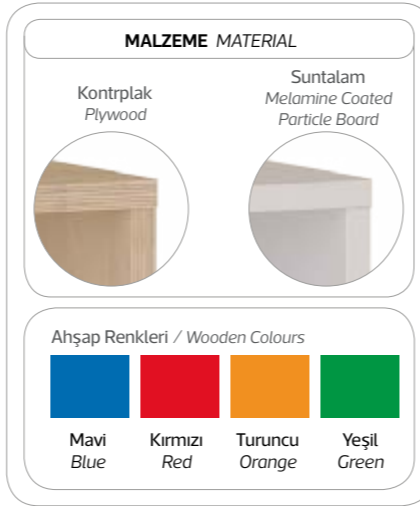 MALZEME MATERIAL
Kontrplak
Plywood
Suntalam
Melamine Coated
Particle Board
Ahşap Renkleri / Wooden Colours
Mavi
Blue
Kırmızı
Red
Turuncu
Orange
Yeşil
Green